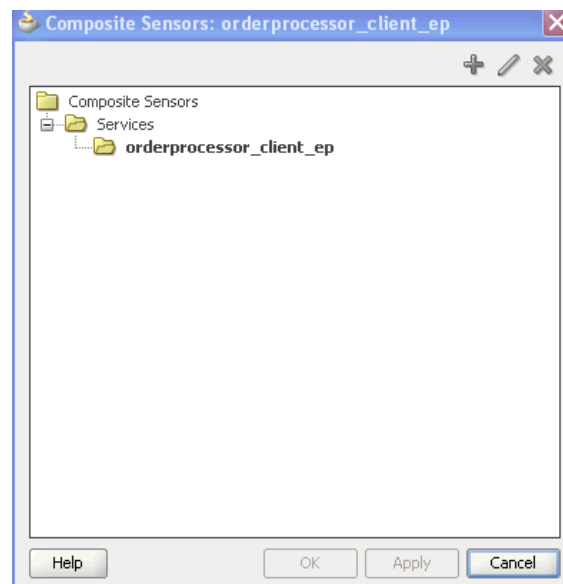 Composite Sensors: orderprocessor_client_ep
Composite Sensors
Services
orderprocessor_client_ep
Help OK Apply Cancel